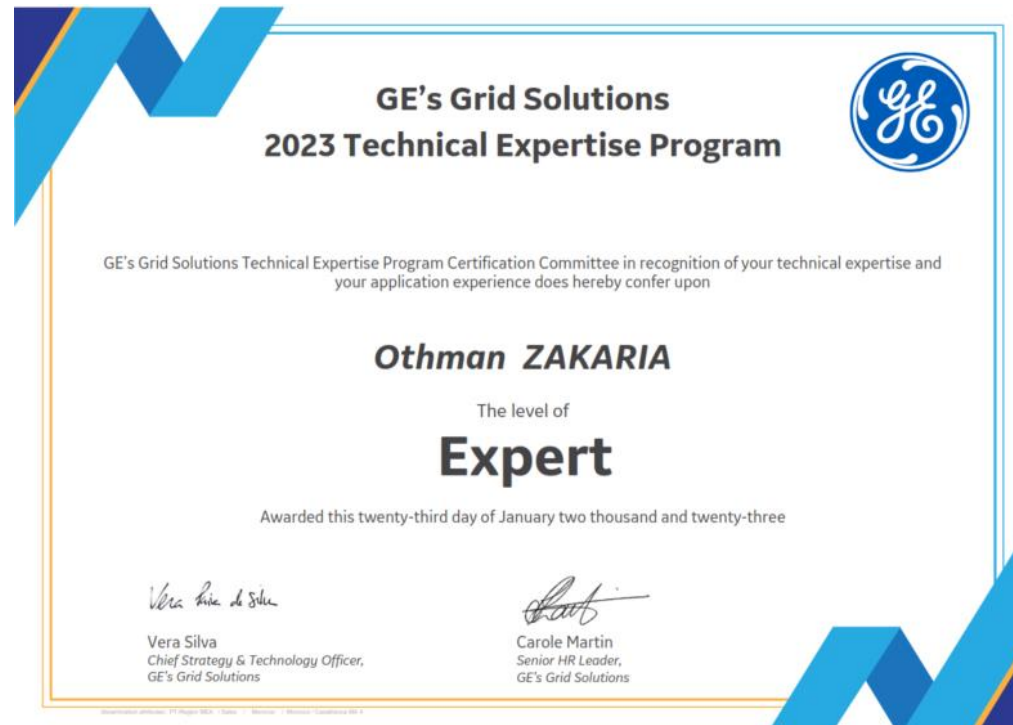 GE's Grid Solutions
2023 Technical Expertise Program
GE's Grid Solutions Technical Expertise Program Certification Committee in recognition of your technical expertise and
your application experience does hereby confer upon
Othman ZAKARIA
The level of
Expert
Awarded this twenty-third day of January two thousand and twenty-three
Vera Silva
Chief Strategy & Technology Officer,
GE's Grid Solutions
Carole Martin
Senior HR Leader,
GE's Grid Solutions